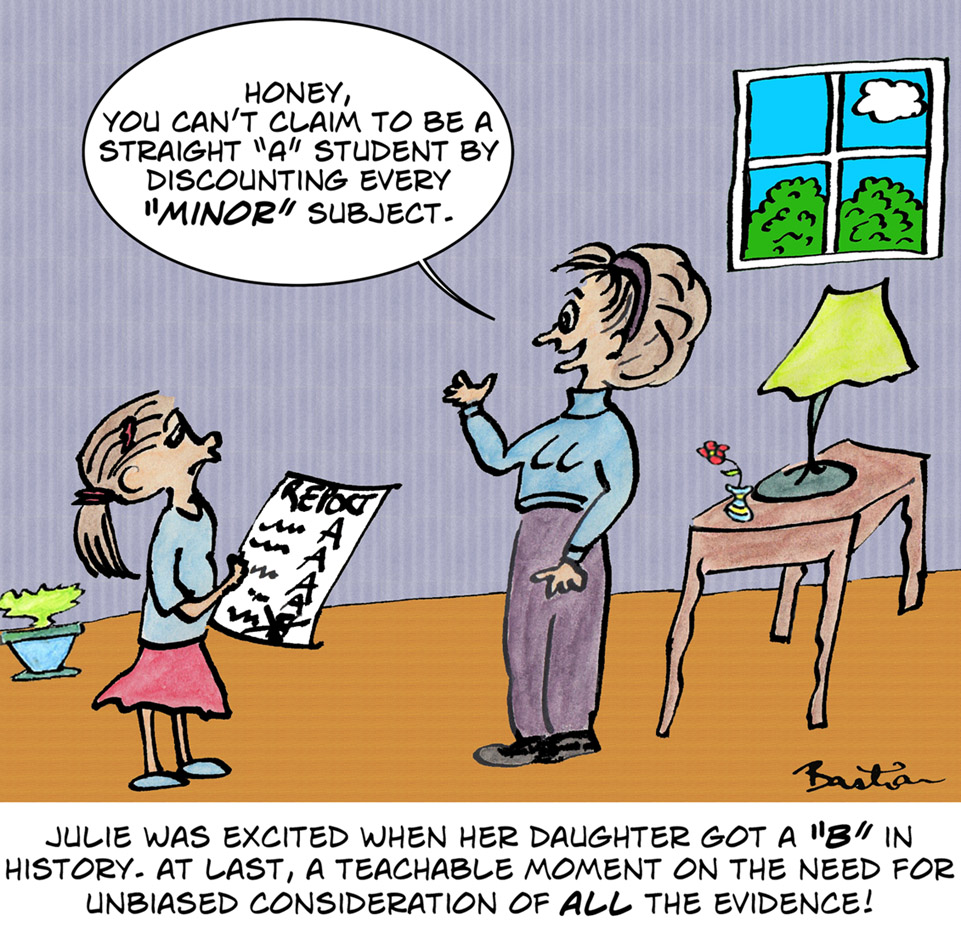 HONEY,
YOU CAN'T CLAIM TO BE A
STRAIGHT "A" STUDENT BY
DISCOUNTING EVERY
"MINOR" SUBJECT.
REPORT
A
A
A
A
Bastian
JULIE WAS EXCITED WHEN HER DAUGHTER GOT A "B" IN
HISTORY. AT LAST, A TEACHABLE MOMENT ON THE NEED FOR
UNBIASED CONSIDERATION OF ALL THE EVIDENCE!